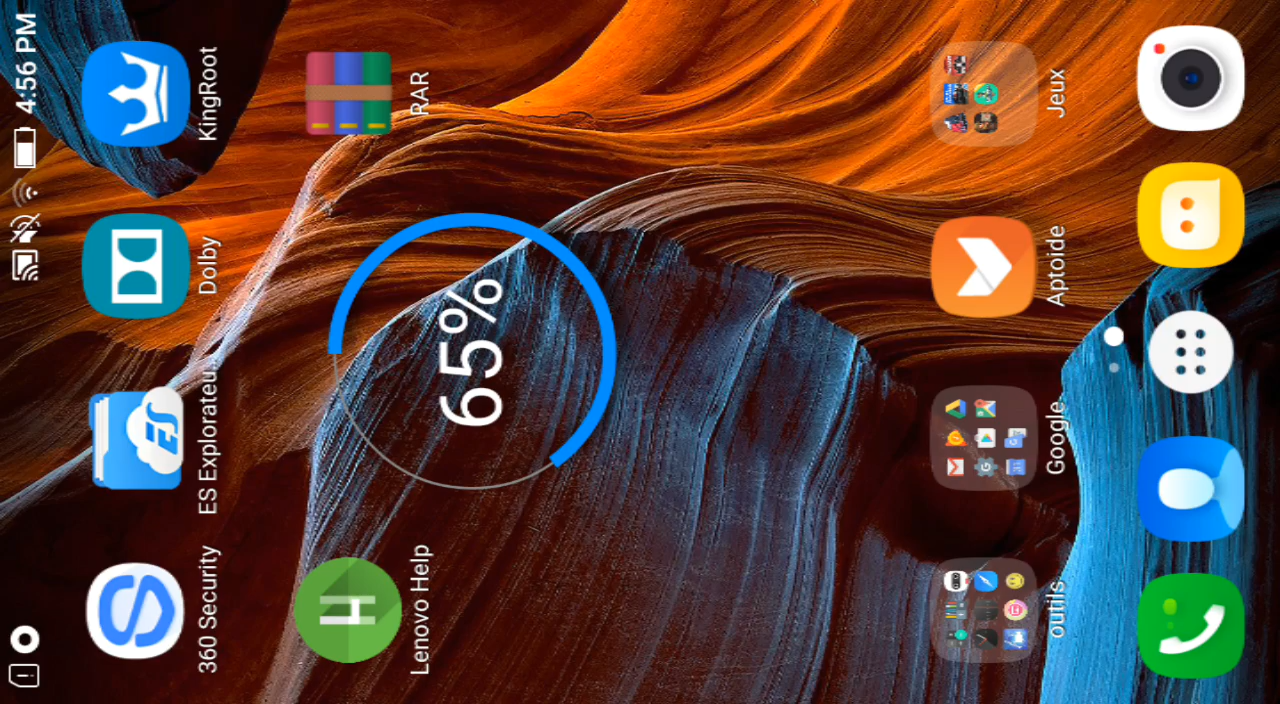 4:56 PM
360 Security
ES Explorateu..
Dolby
KingRoot
Lenovo Help
65%
RAR
outils
Google
Aptoide
Jeux